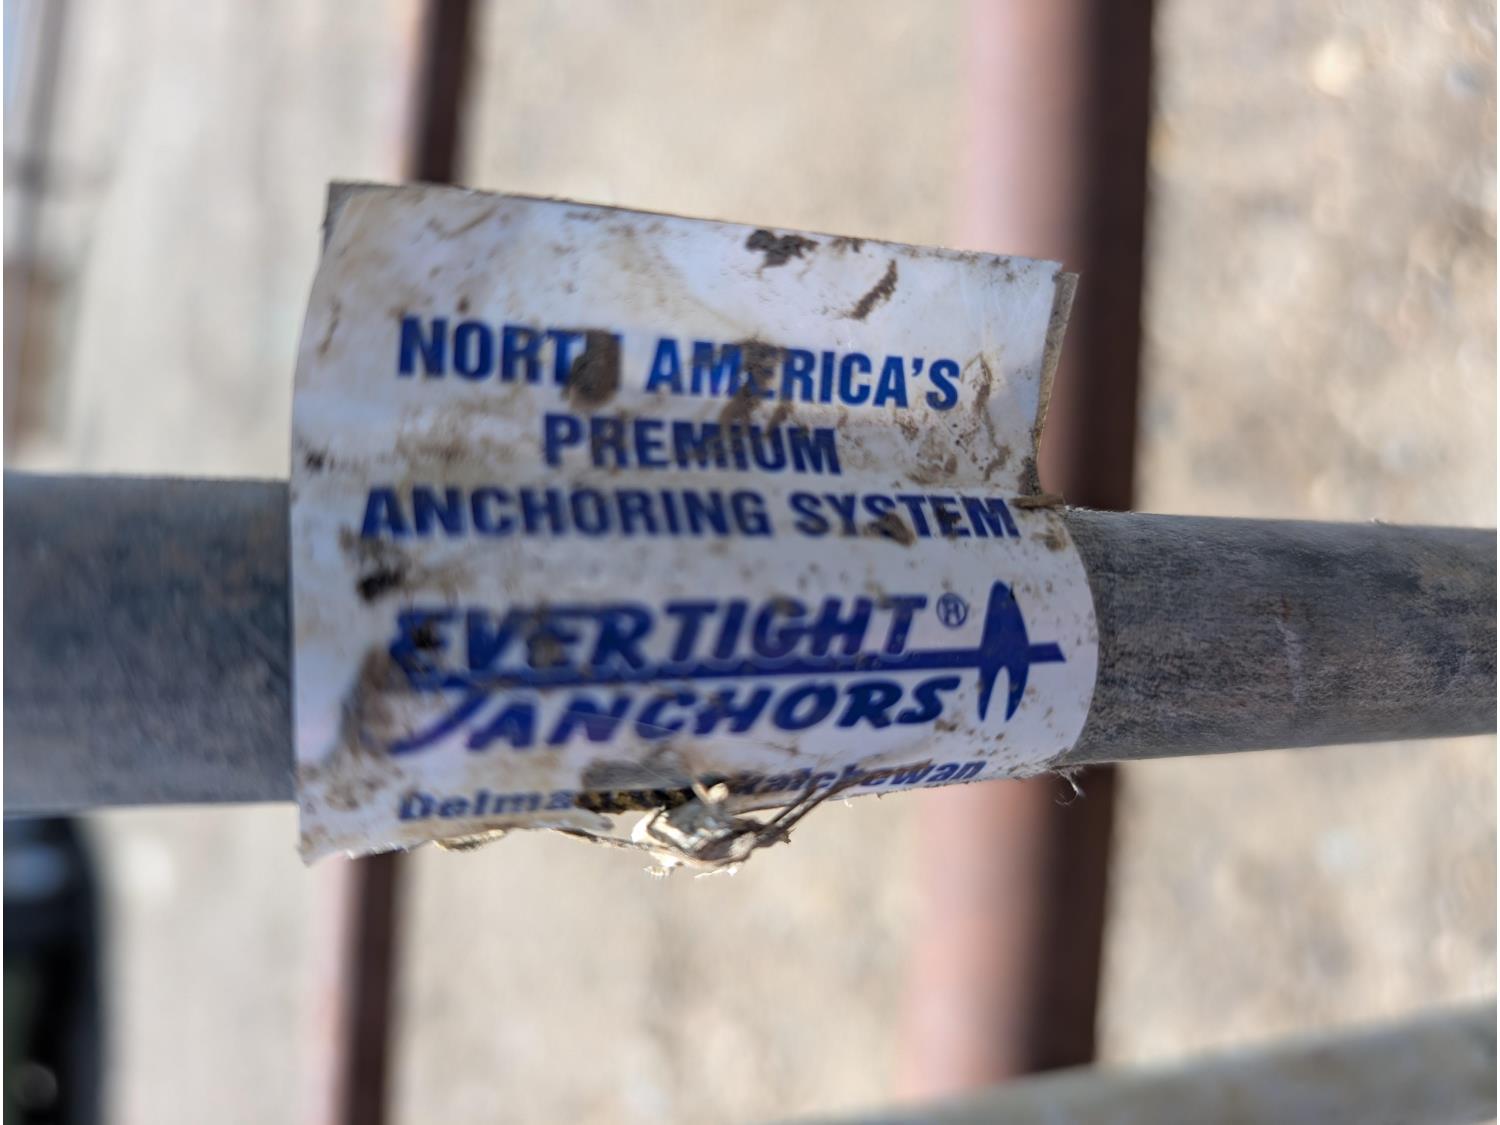 NORTH AMERICA'S
PREMIUM
ANCHORING SYSTEM
EVERTIGHT®
ANCHORS